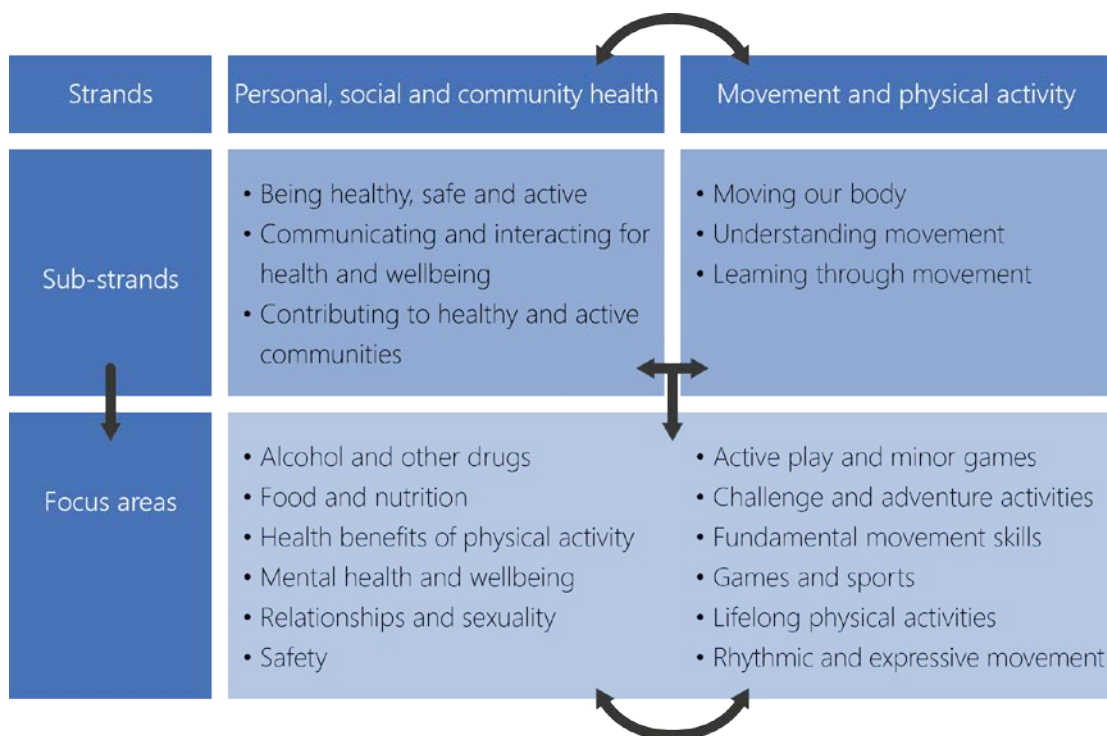 Strands
Personal, social and community health
Movement and physical activity
Sub-strands
• Being healthy, safe and active
• Communicating and interacting for
health and wellbeing
• Contributing to healthy and active
communities
• Moving our body
• Understanding movement
• Learning through movement
Focus areas
• Alcohol and other drugs
• Food and nutrition
• Health benefits of physical activity
• Mental health and wellbeing
• Relationships and sexuality
• Safety
• Active play and minor games
• Challenge and adventure activities
• Fundamental movement skills
• Games and sports
• Lifelong physical activities
• Rhythmic and expressive movement